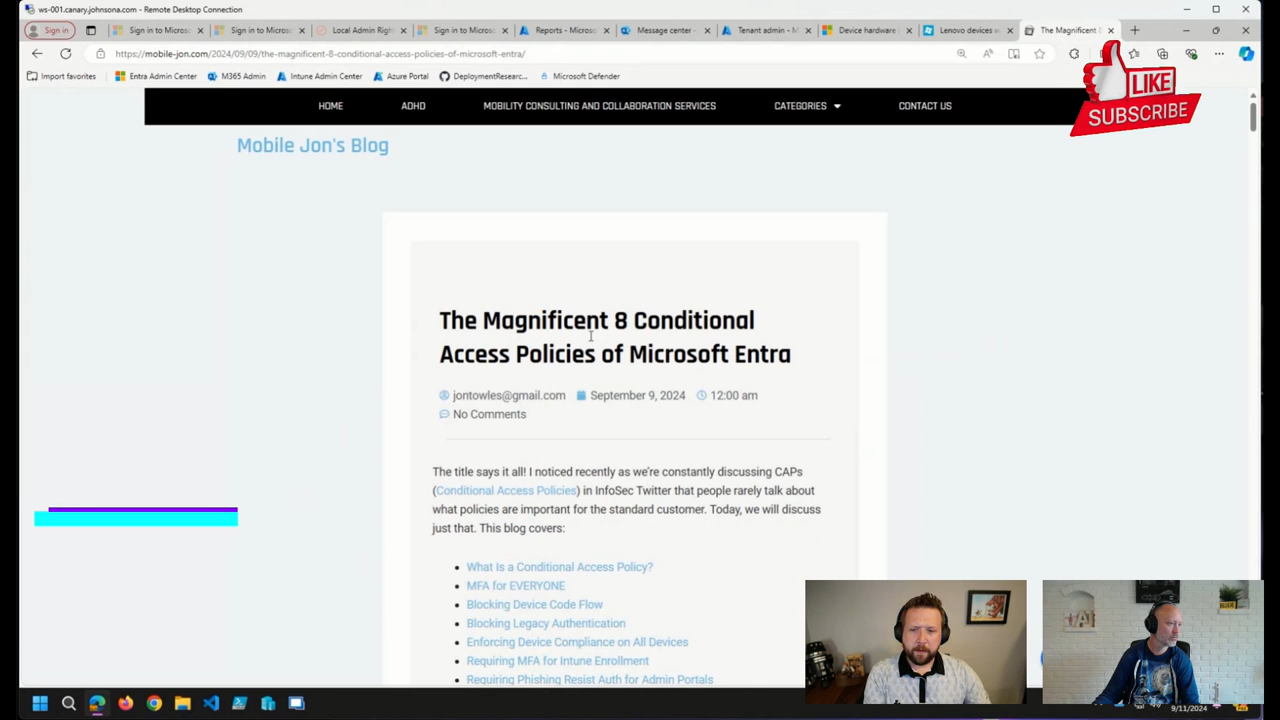 ws-001.canary.johnsona.com - Remote Desktop Connection
Sign in
Sign in to Micros
Sign in to Microso
Local Admin Righ
Sign in to Micros
Reports - Micros
Message center -
Tenant admin - M
Device hardware
Lenovo devices w
The Magnificent
https://mobile-jon.com/2024/09/09/the-magnificent-8-conditional-access-policies-of-microsoft-entra/
Import favorites
Entra Admin Center
M365 Admin
Intune Admin Center
Azure Portal
DeploymentResearc...
Microsoft Defender
LIKE
SUBSCRIBE
HOME
ADHD
MOBILITY CONSULTING AND COLLABORATION SERVICES
CATEGORIES
CONTACT US
Mobile Jon's Blog
The Magnificent 8 Conditional
Access Policies of Microsoft Entra
jontowles@gmail.com
September 9, 2024
12:00 am
No Comments
The title says it all! I noticed recently as we're constantly discussing CAPs
(Conditional Access Policies) in InfoSec Twitter that people rarely talk about
what policies are important for the standard customer. Today, we will discuss
just that. This blog covers:
What Is a Conditional Access Policy?
MFA for EVERYONE
Blocking Device Code Flow
Blocking Legacy Authentication
Enforcing Device Compliance on All Devices
Requiring MFA for Intune Enrollment
Requiring Phishing Resist Auth for Admin Portals
9/11/2024